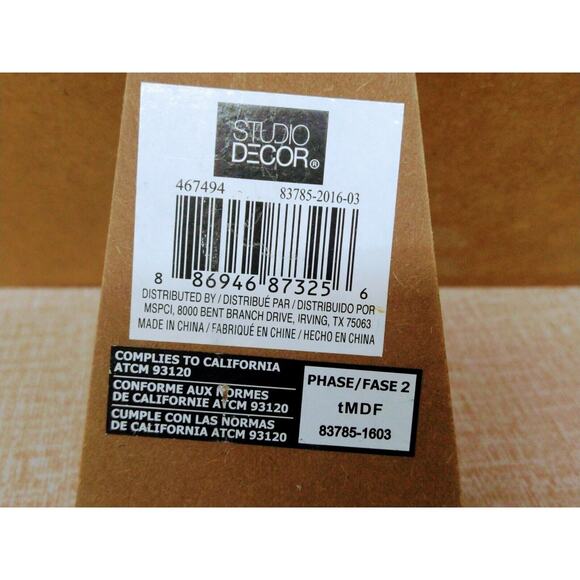 STUDIO
DECOR®
467494 83785-2016-03
8 86946 87325 6
DISTRIBUTED BY / DISTRIBUÉ PAR / DISTRIBUIDO POR
MSPCI, 8000 BENT BRANCH DRIVE, IRVING, TX 75063
MADE IN CHINA / FABRIQUÉ EN CHINE / HECHO EN CHINA
COMPLIES TO CALIFORNIA
ATCM 93120
CONFORME AUX NORMES
DE CALIFORNIE ATCM 93120
CUMPLE CON LAS NORMAS
DE CALIFORNIA ATCM 93120
PHASE / FASE 2
tMDF
83785-1603